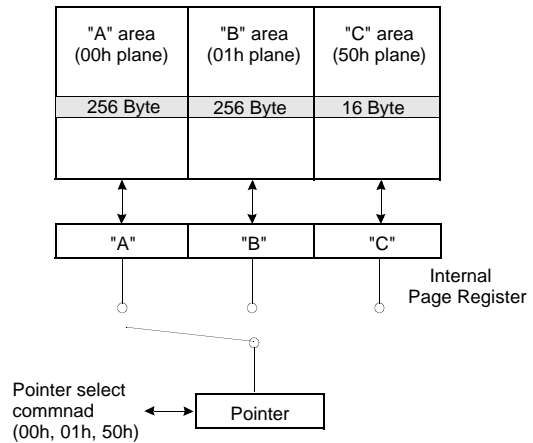 "A" area
(00h plane)
"B" area
(01h plane)
"C" area
(50h plane)
256 Byte
256 Byte
16 Byte
"A"
"B"
"C"
Internal
Page Register
Pointer select
commnad
(00h, 01h, 50h)
Pointer